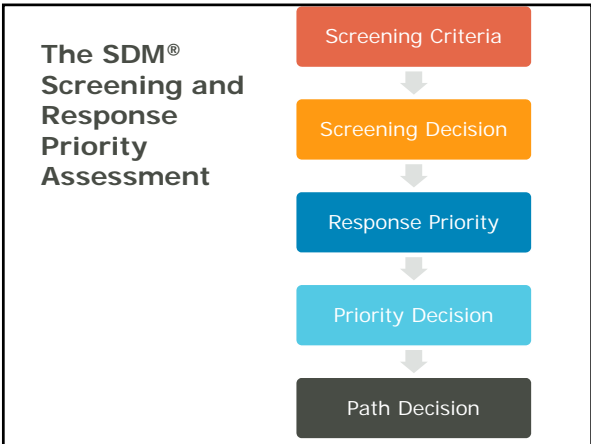 The SDM®
Screening and
Response
Priority
Assessment
Screening Criteria
Screening Decision
Response Priority
Priority Decision
Path Decision